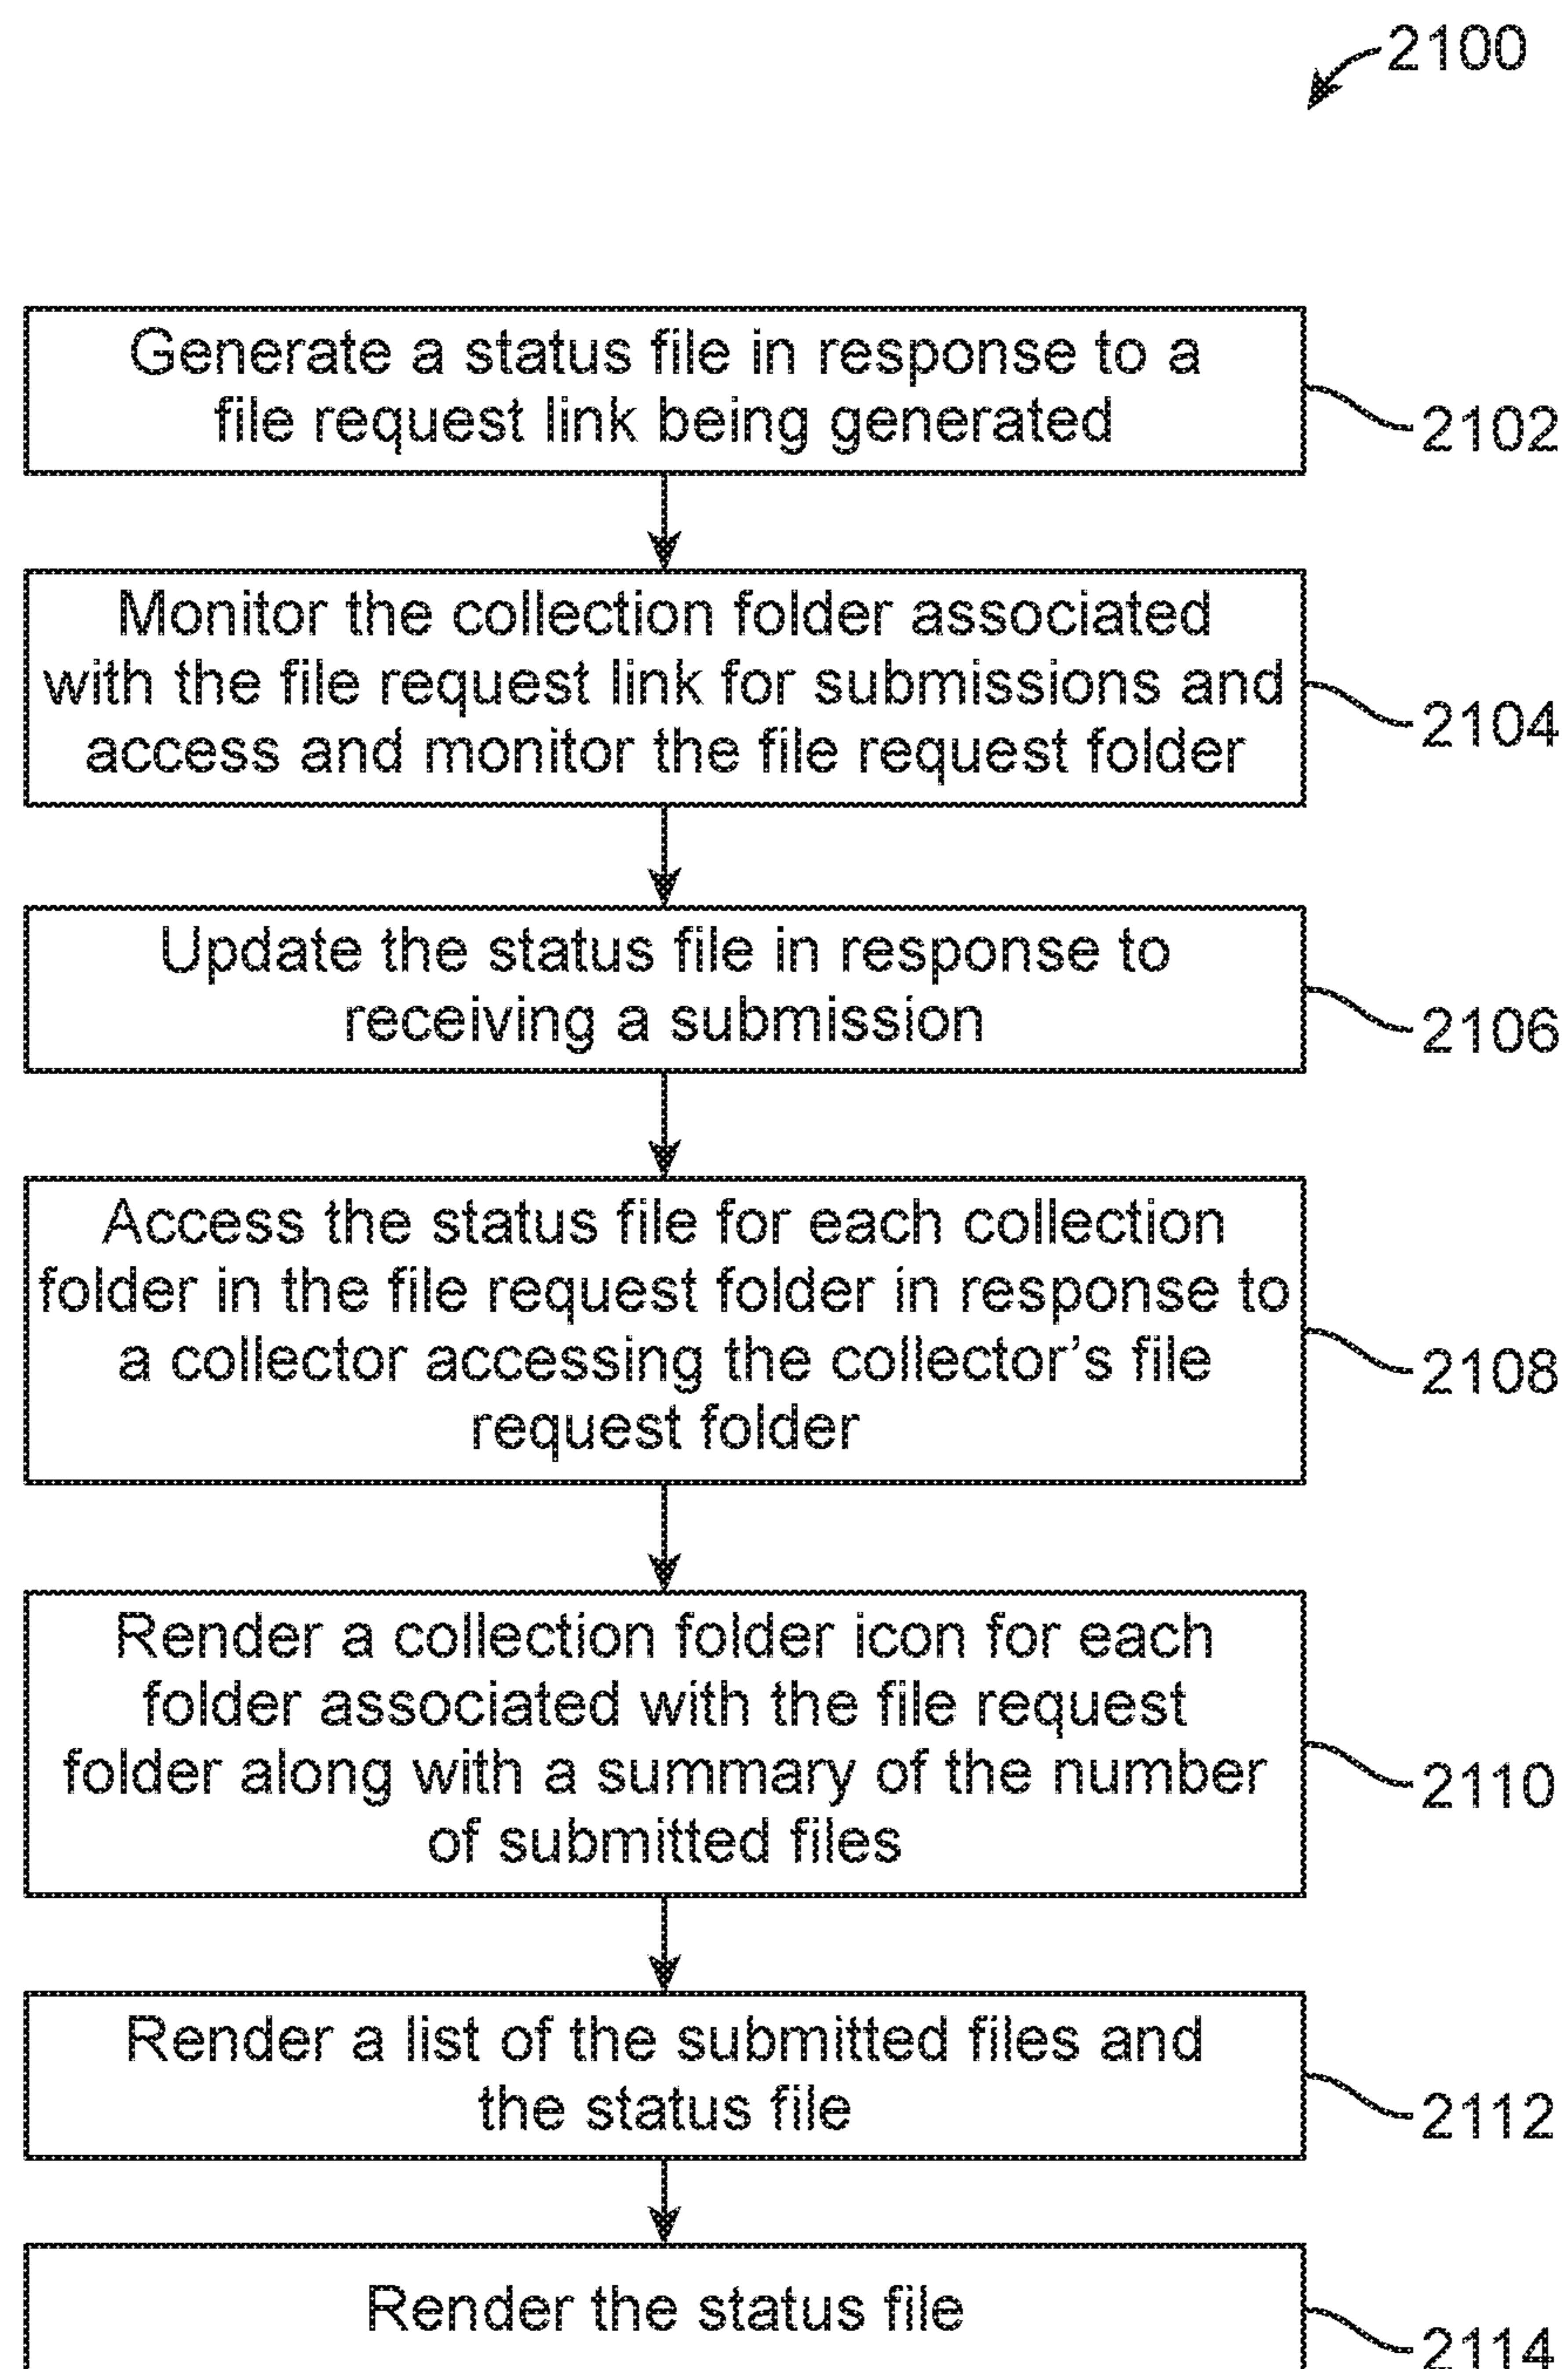 2100
Generate a status file in response to a
file request link being generated
2102
Monitor the collection folder associated
with the file request link for submissions and
access and monitor the file request folder
2104
Update the status file in response to
receiving a submission
2106
Access the status file for each collection
folder in the file request folder in response to
a collector accessing the collector's file
request folder
2108
Render a collection folder icon for each
folder associated with the file request
folder along with a summary of the number
of submitted files
2110
Render a list of the submitted files and
the status file
2112
Render the status file
2114